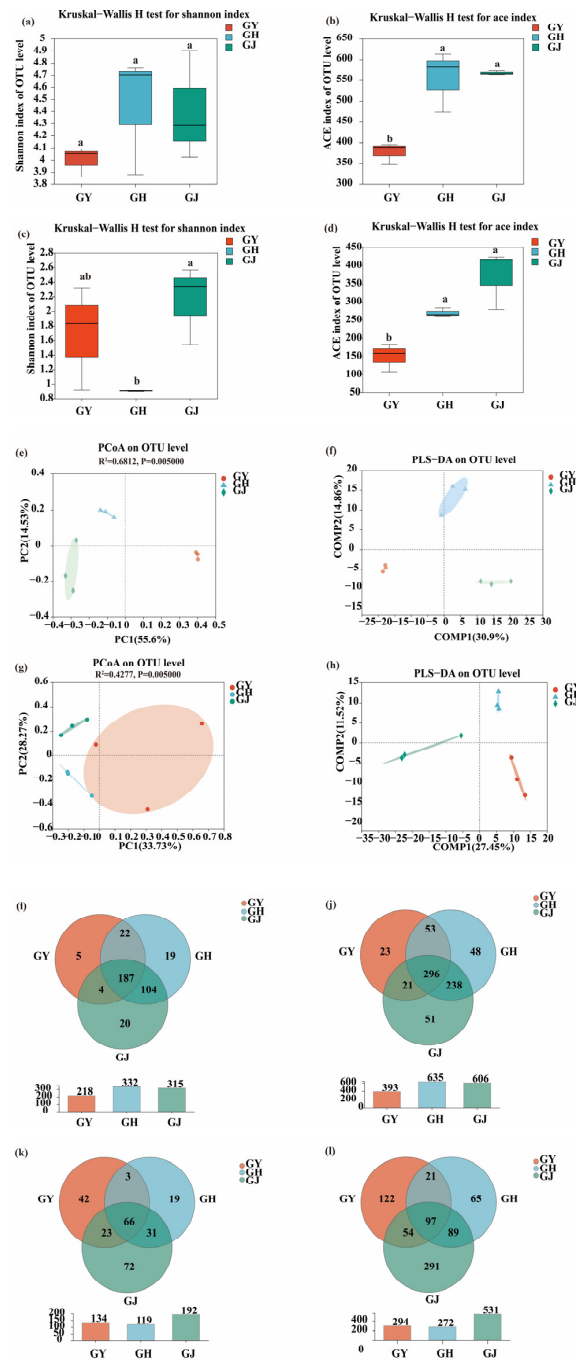 (a)
Kruskal−Wallis H test for shannon index
GY
GH
GJ
Shannon index of OTU level
5
4.9
4.8
4.7
4.6
4.5
4.4
4.3
4.2
4.1
4
3.9
3.8
a
a
a
GY
GH
GJ
(b)
Kruskal−Wallis H test for ace index
GY
GH
GJ
ACE index of OTU level
650
600
550
500
450
400
350
300
b
a
a
GY
GH
GJ
(c)
Kruskal−Wallis H test for shannon index
GY
GH
GJ
Shannon index of OTU level
2.8
2.6
2.4
2.2
2
1.8
1.6
1.4
1.2
1
0.8
ab
b
a
GY
GH
GJ
(d)
Kruskal−Wallis H test for ace index
GY
GH
GJ
ACE index of OTU level
450
400
350
300
250
200
150
100
50
b
a
a
GY
GH
GJ
(e)
PCoA on OTU level
R²=0.6812, P=0.005000
GY
GH
GJ
PC2(14.53%)
0.4
0.2
0
−0.2
−0.4
−0.4−0.3−0.2−0.1 0 0.1 0.2 0.3 0.4 0.5
PC1(55.6%)
(f)
PLS−DA on OTU level
GY
GH
GJ
COMP2(14.86%)
20
15
10
5
0
−5
−10
−15
−25−20−15−10 −5 0 5 10 15 20 25 30
COMP1(30.9%)
(g)
PCoA on OTU level
R²=0.4277, P=0.005000
GY
GH
GJ
PC2(28.27%)
0.6
0.4
0.2
0
−0.2
−0.4
−0.6
−0.3−0.2−0.1 0 0.1 0.2 0.3 0.4 0.5 0.6 0.7 0.8
PC1(33.73%)
(h)
PLS−DA on OTU level
GY
GH
GJ
COMP2(11.52%)
15
10
5
0
−5
−10
−15
−20
−35−30−25−20−15−10 −5 0 5 10 15 20
COMP1(27.45%)
(I)
GY
GH
GJ
GY
GH
GJ
5
22
19
187
4
104
20
300
200
100
0
218
332
315
GY
GH
GJ
(j)
GY
GH
GJ
GY
GH
GJ
23
53
48
296
21
238
51
600
400
200
0
393
635
606
GY
GH
GJ
(k)
GY
GH
GJ
GY
GH
GJ
42
3
19
66
23
31
72
200
150
100
50
0
134
119
192
GY
GH
GJ
(l)
GY
GH
GJ
GY
GH
GJ
122
21
65
97
54
89
291
400
200
0
294
272
531
GY
GH
GJ